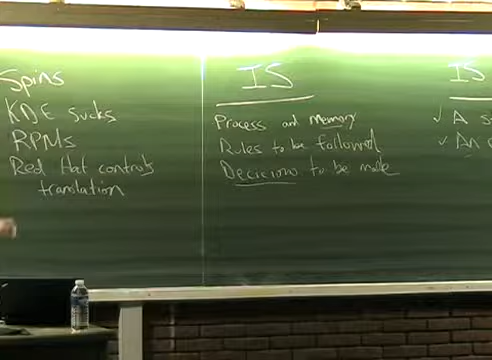 Spins
KDE Sucks
RPMs
Red Hat controls
translation
IS
Process and memory
Rules to be followed
Decicions to be made
IS
✓ A
✓ An